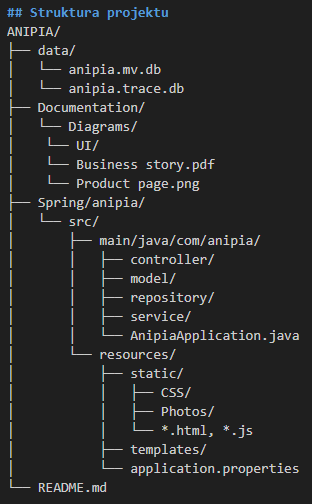 ## Struktura projektu
ANIPIA/
├── data/
│   └── anipia.mv.db
│   └── anipia.trace.db
├── Documentation/
│   └── Diagrams/
│    └── UI/
│    └── Business story.pdf
│    └── Product page.png
├── Spring/anipia/
│   └── src/
│       ├── main/java/com/anipia/
│       │   ├── controller/
│       │   ├── model/
│       │   ├── repository/
│       │   ├── service/
│       │   └── AnipiaApplication.java
│       └── resources/
│           ├── static/
│           │   ├── CSS/
│           │   ├── Photos/
│           │   └── *.html, *.js
│           ├── templates/
│           └── application.properties
└── README.md